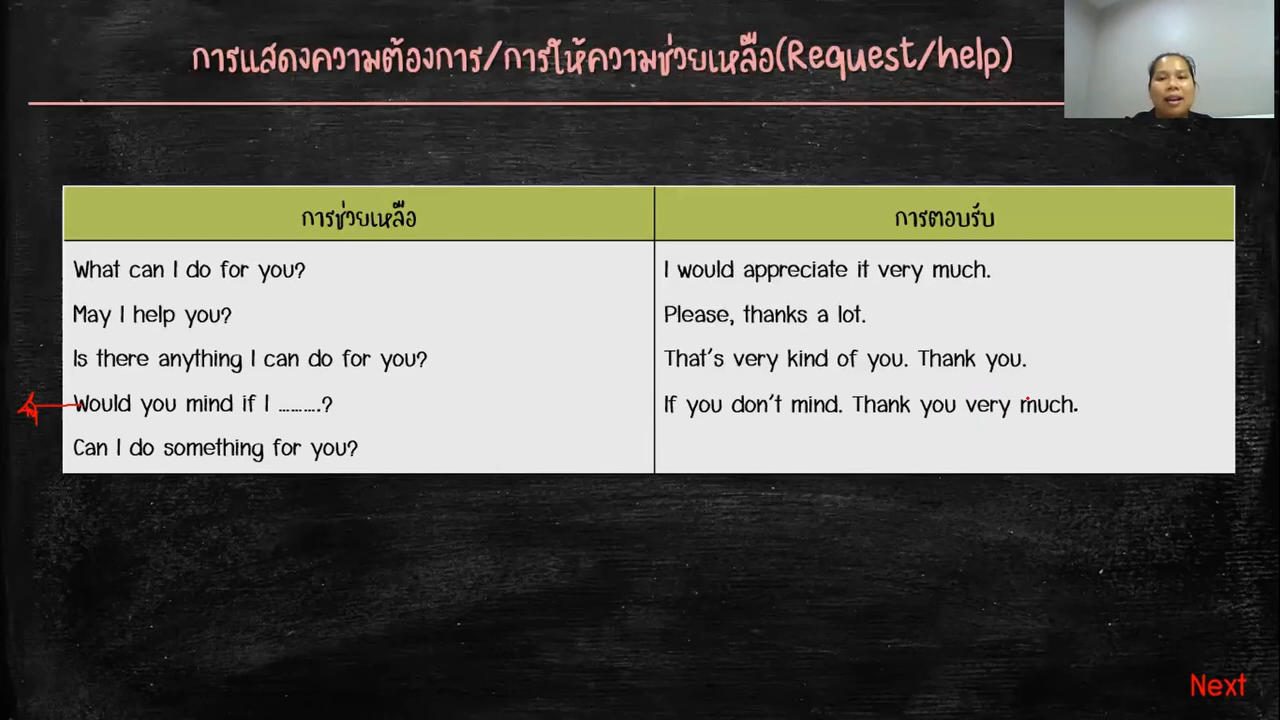 การแสดงความต้องการ/การให้ความช่วยเหลือ(Request/help)
การช่วยเหลือ
การตอบรับ
What can I do for you?
I would appreciate it very much.
May I help you?
Please, thanks a lot.
Is there anything I can do for you?
That's very kind of you. Thank you.
Would you mind if I ..........?
If you don't mind. Thank you very much.
Can I do something for you?
Next